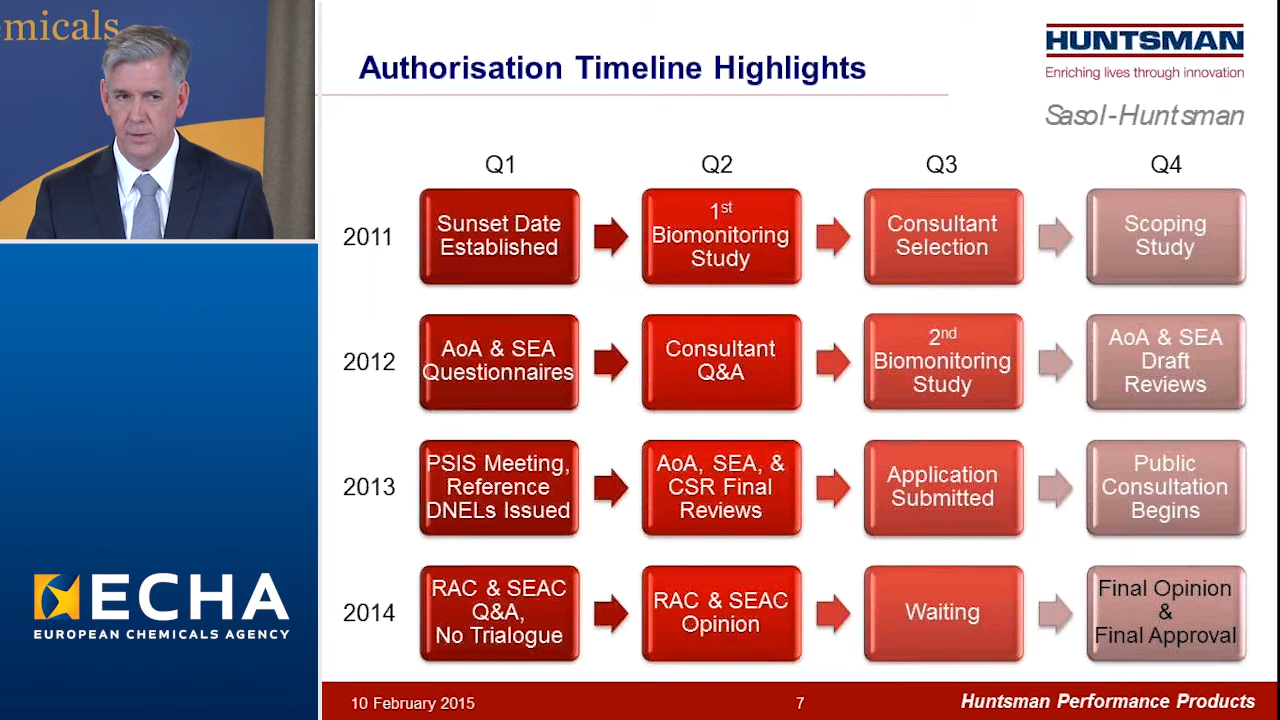 emicals
Authorisation Timeline Highlights
HUNTSMAN
Enriching lives through innovation
Sasol-Huntsman
Q1 Q2 Q3 Q4
2011
Sunset Date
Established
1st
Biomonitoring
Study
Consultant
Selection
Scoping
Study
2012
AoA & SEA
Questionnaires
Consultant
Q&A
2nd
Biomonitoring
Study
AoA & SEA
Draft
Reviews
2013
PSIS Meeting,
Reference
DNELs Issued
AoA, SEA, &
CSR Final
Reviews
Application
Submitted
Public
Consultation
Begins
2014
RAC & SEAC
Q&A,
No Trialogue
RAC & SEAC
Opinion
Waiting
Final Opinion
&
Final Approval
ECHA
EUROPEAN CHEMICALS AGENCY
10 February 2015
7
Huntsman Performance Products